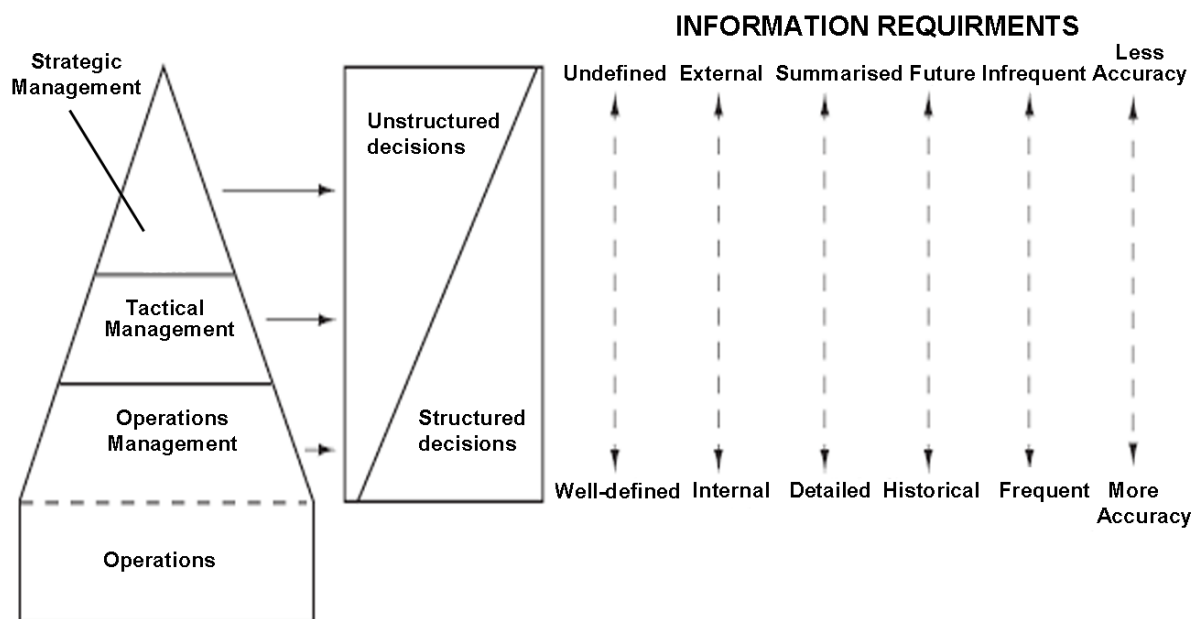 INFORMATION REQUIRMENTS
Strategic
Management
Undefined External Summarised Future Infrequent Less
Accuracy
Unstructured
decisions
Tactical
Management
Operations
Management
Structured
decisions
Well-defined Internal Detailed Historical Frequent More
Accuracy
Operations